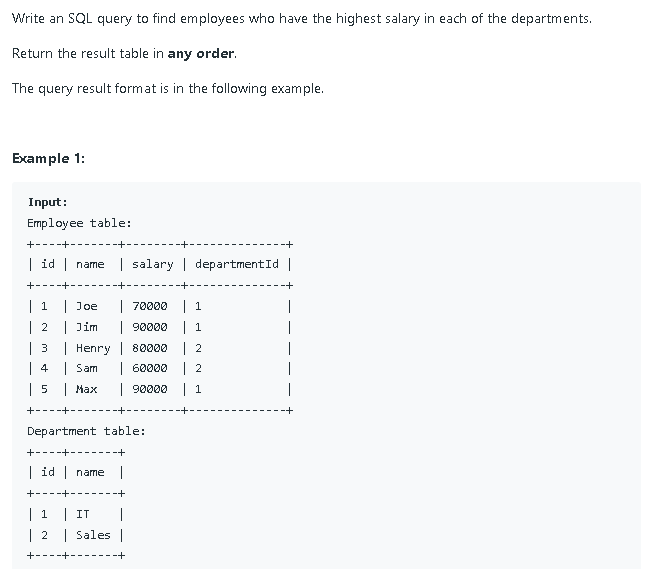 Write an SQL query to find employees who have the highest salary in each of the departments.
Return the result table in any order.
The query result format is in the following example.
Example 1:
Input:
Employee table:
+----+-------+--------+--------------+
| id | name  | salary | departmentId |
+----+-------+--------+--------------+
| 1  | Joe   | 70000  | 1            |
| 2  | Jim   | 90000  | 1            |
| 3  | Henry | 80000  | 2            |
| 4  | Sam   | 60000  | 2            |
| 5  | Max   | 90000  | 1            |
+----+-------+--------+--------------+
Department table:
+----+-------+
| id | name  |
+----+-------+
| 1  | IT    |
| 2  | Sales |
+----+-------+